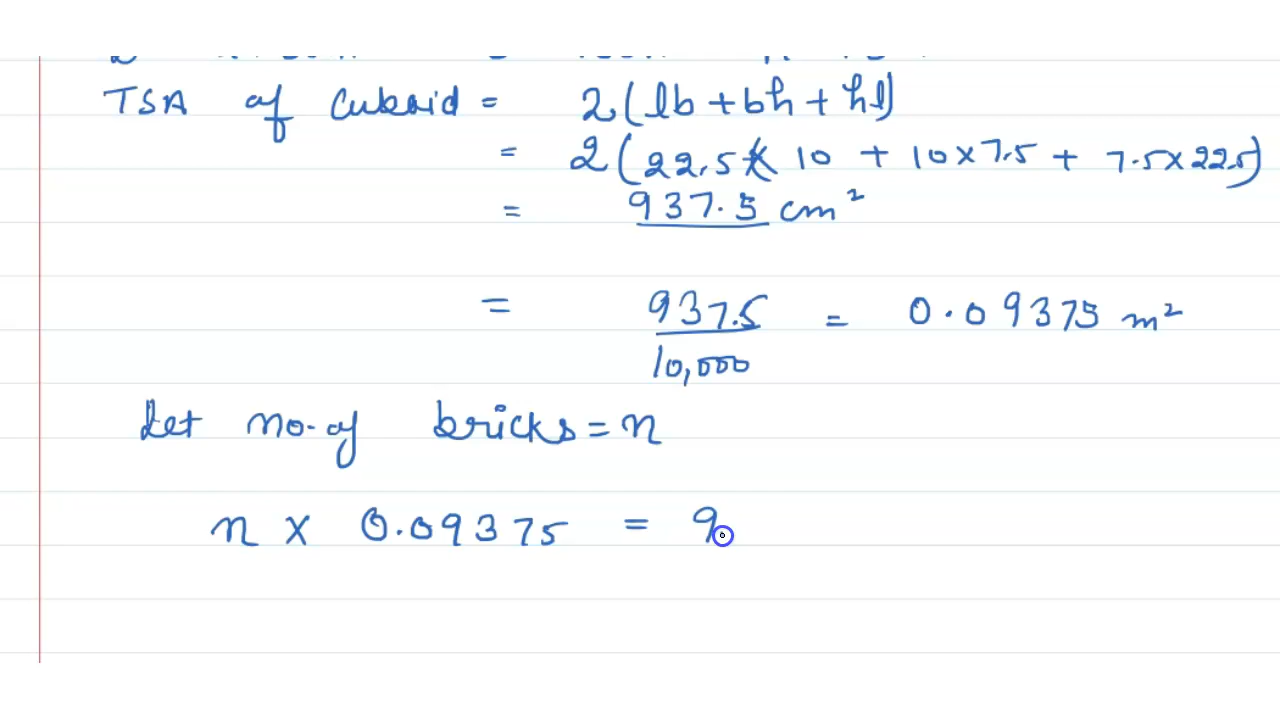 TSA of Cuboid = 2(lb + bh + hl)
= 2(22.5 × 10 + 10 × 7.5 + 7.5 × 22.5)
= 937.5 cm²
= 937.5 / 10,000 = 0.09375 m²
Let no. of bricks = n
n × 0.09375 = 9